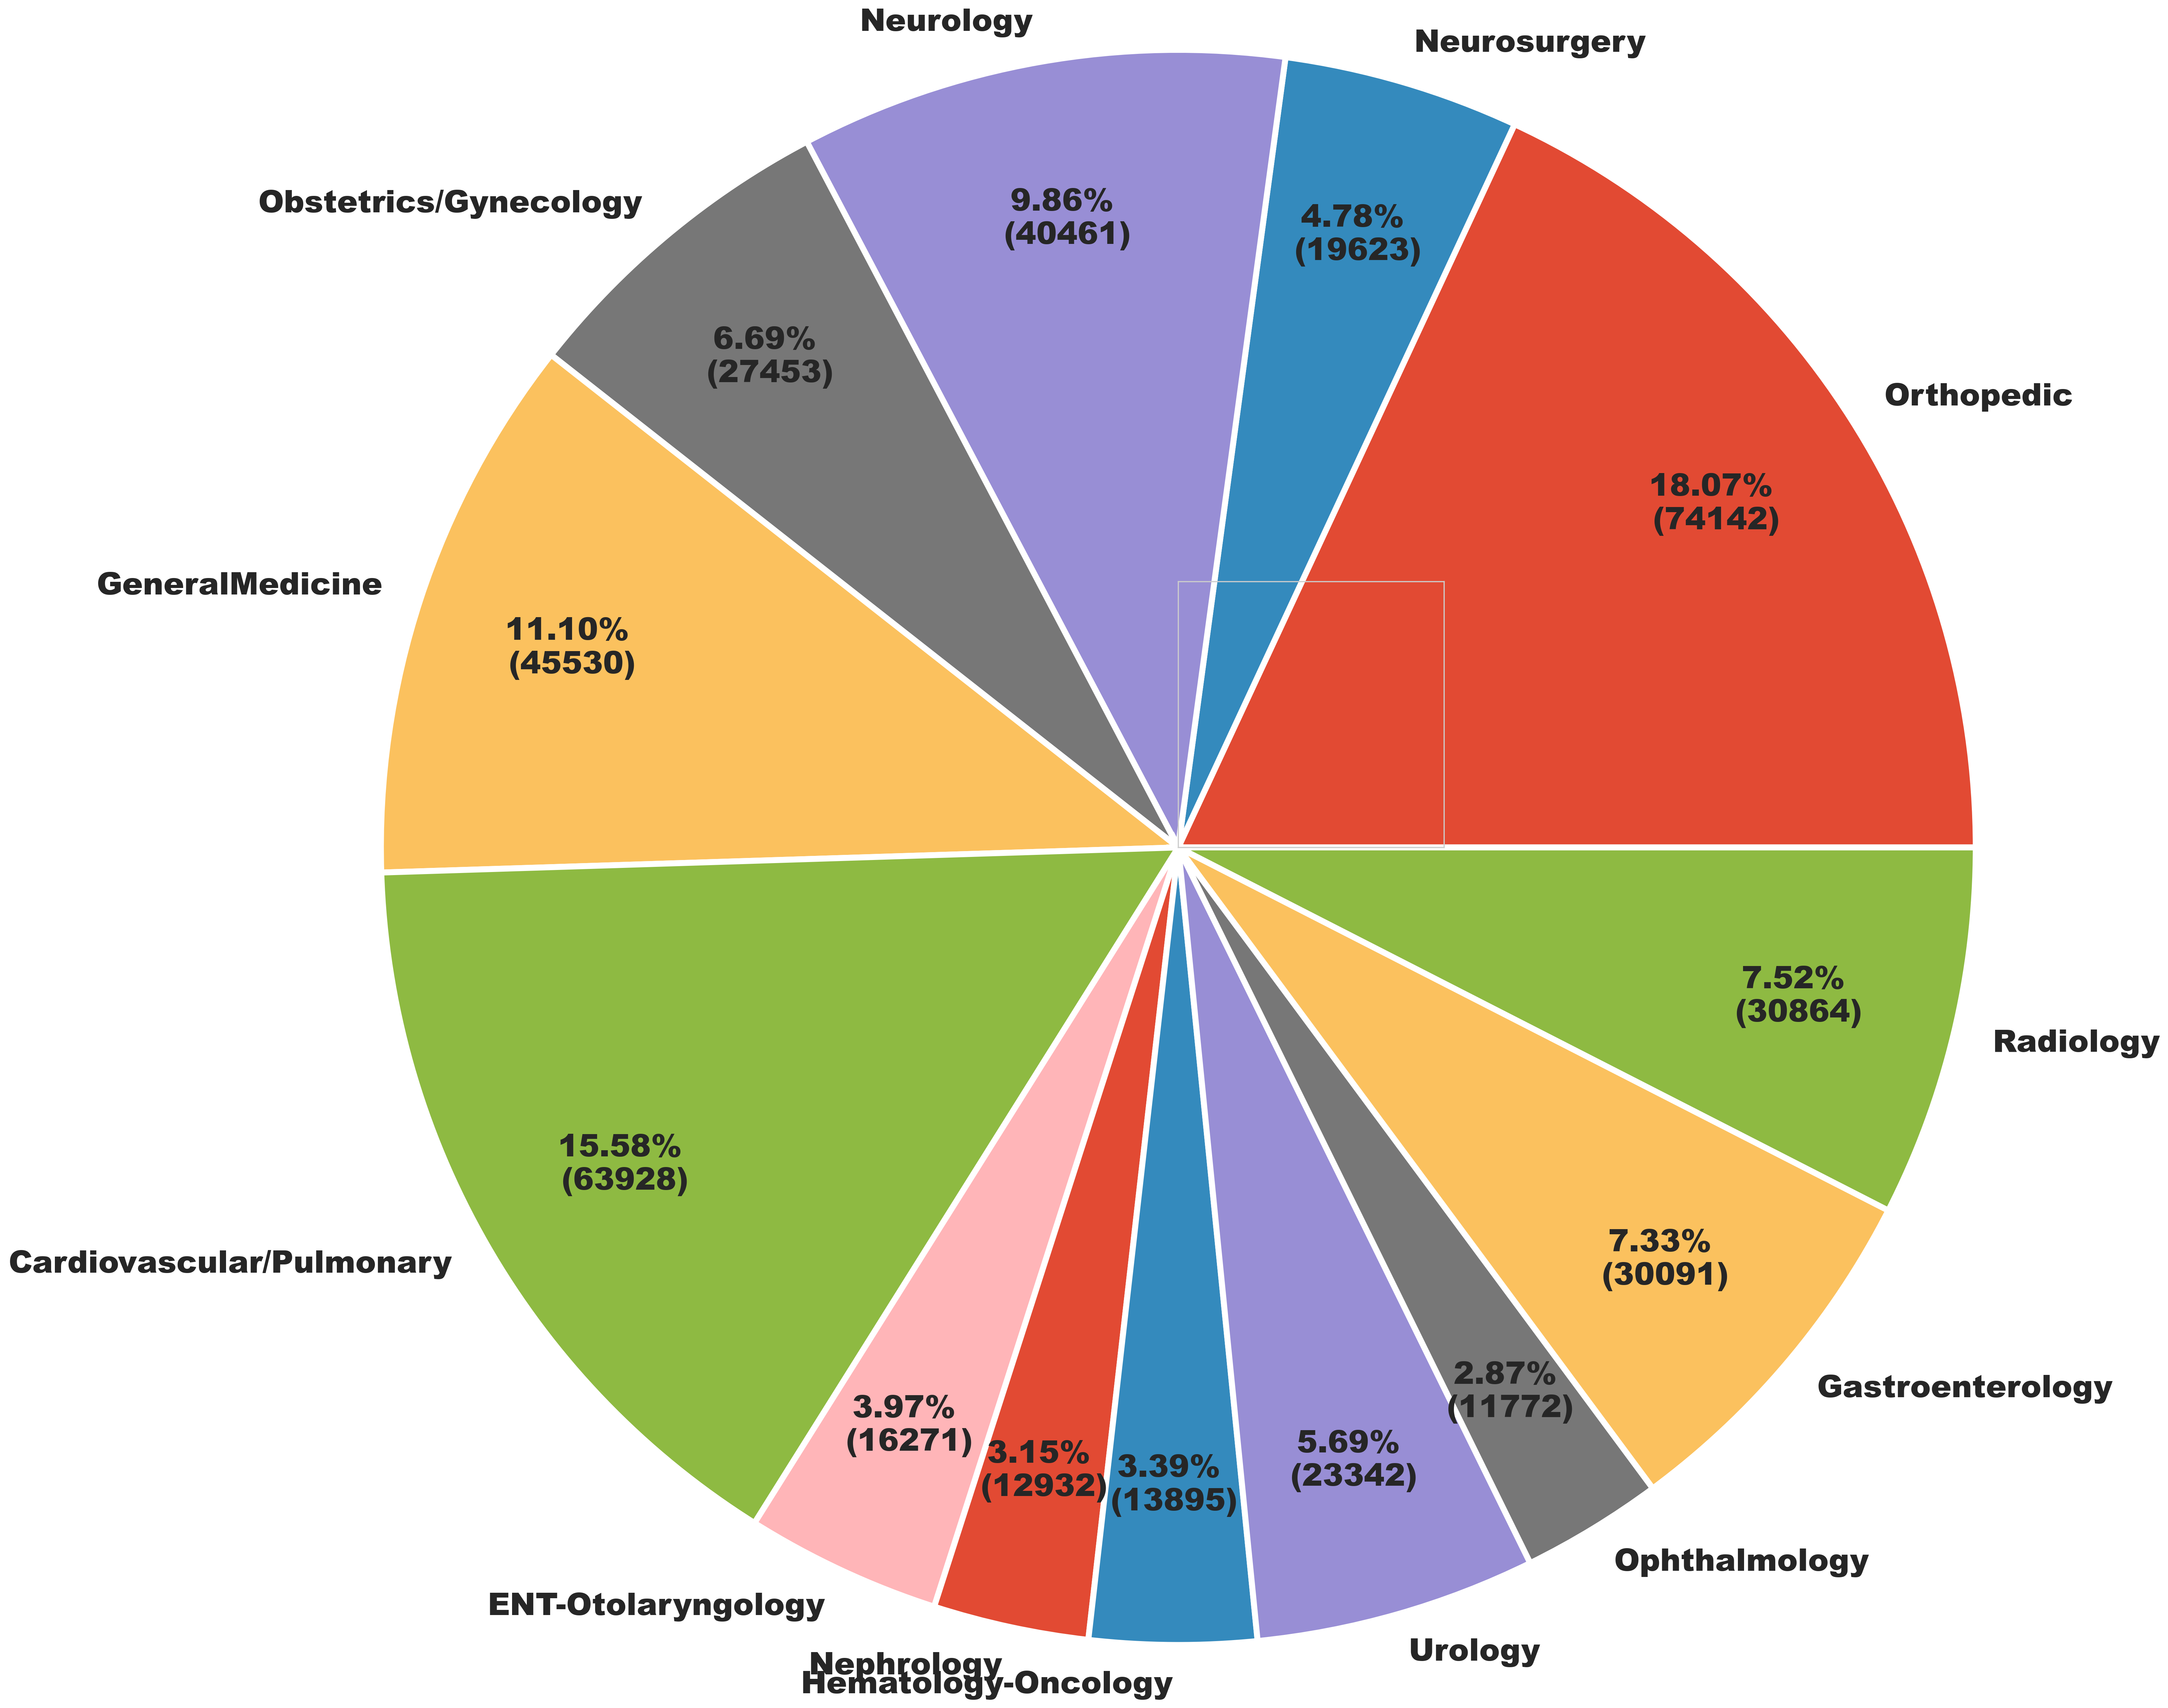 Neurology
Neurosurgery
Obstetrics/Gynecology
9.86%
(40461)
4.78%
(19623)
6.69%
(27453)
Orthopedic
18.07%
(74142)
GeneralMedicine
11.10%
(45530)
7.52%
(30864)
Radiology
15.58%
(63928)
Cardiovascular/Pulmonary
7.33%
(30091)
2.87%
(11772)
Gastroenterology
3.97%
(16271)
3.15%
(12932)
3.39%
(13895)
5.69%
(23342)
Ophthalmology
ENT-Otolaryngology
Urology
Nephrology
Hematology-Oncology